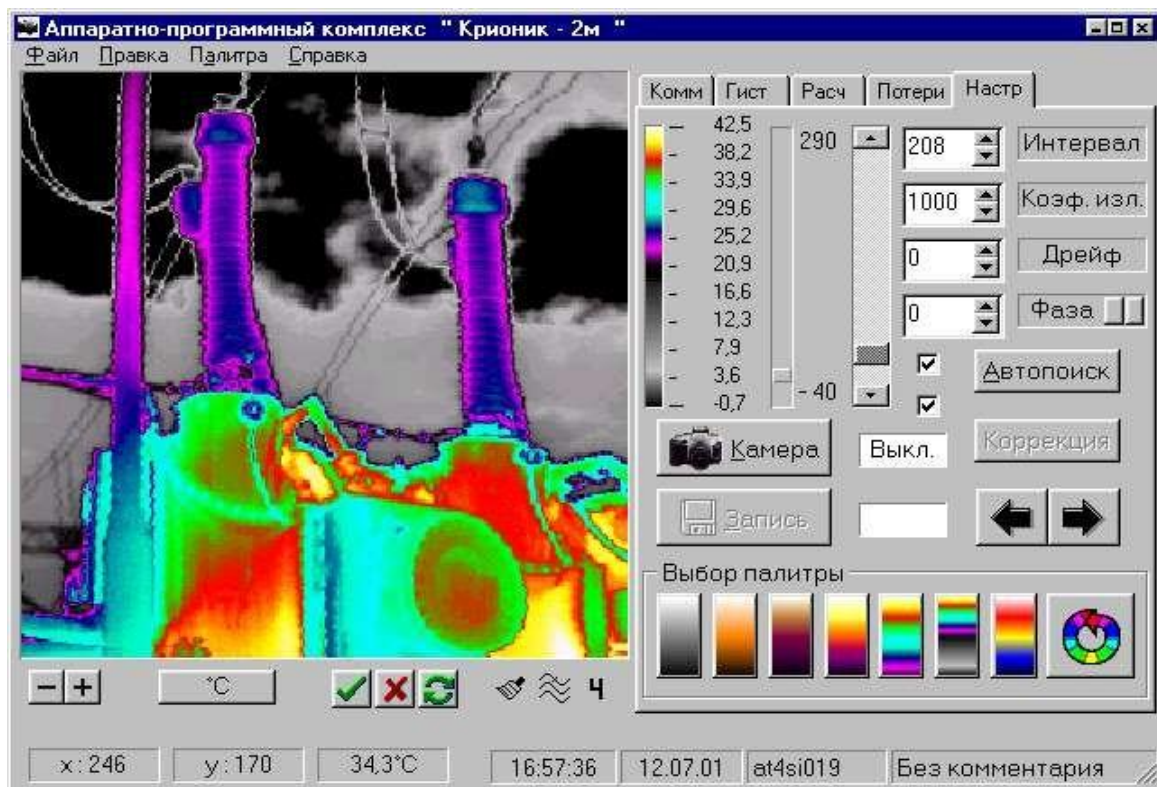 Аппаратно-программный комплекс " Крионик - 2м "
Файл Правка Палитра Справка
Комм Гист Расч Потери Настр
42,5
38,2
33,9
29,6
25,2
20,9
16,6
12,3
7,9
3,6
-0,7
290
- 40
208 Интервал
1000 Коэф. изл.
0 Дрейф
0 Фаза
Автопоиск
Камера Выкл. Коррекция
Запись
Выбор палитры
°C
Ч
x : 246 y : 170 34,3°C 16:57:36 12.07.01 at4si019 Без комментария